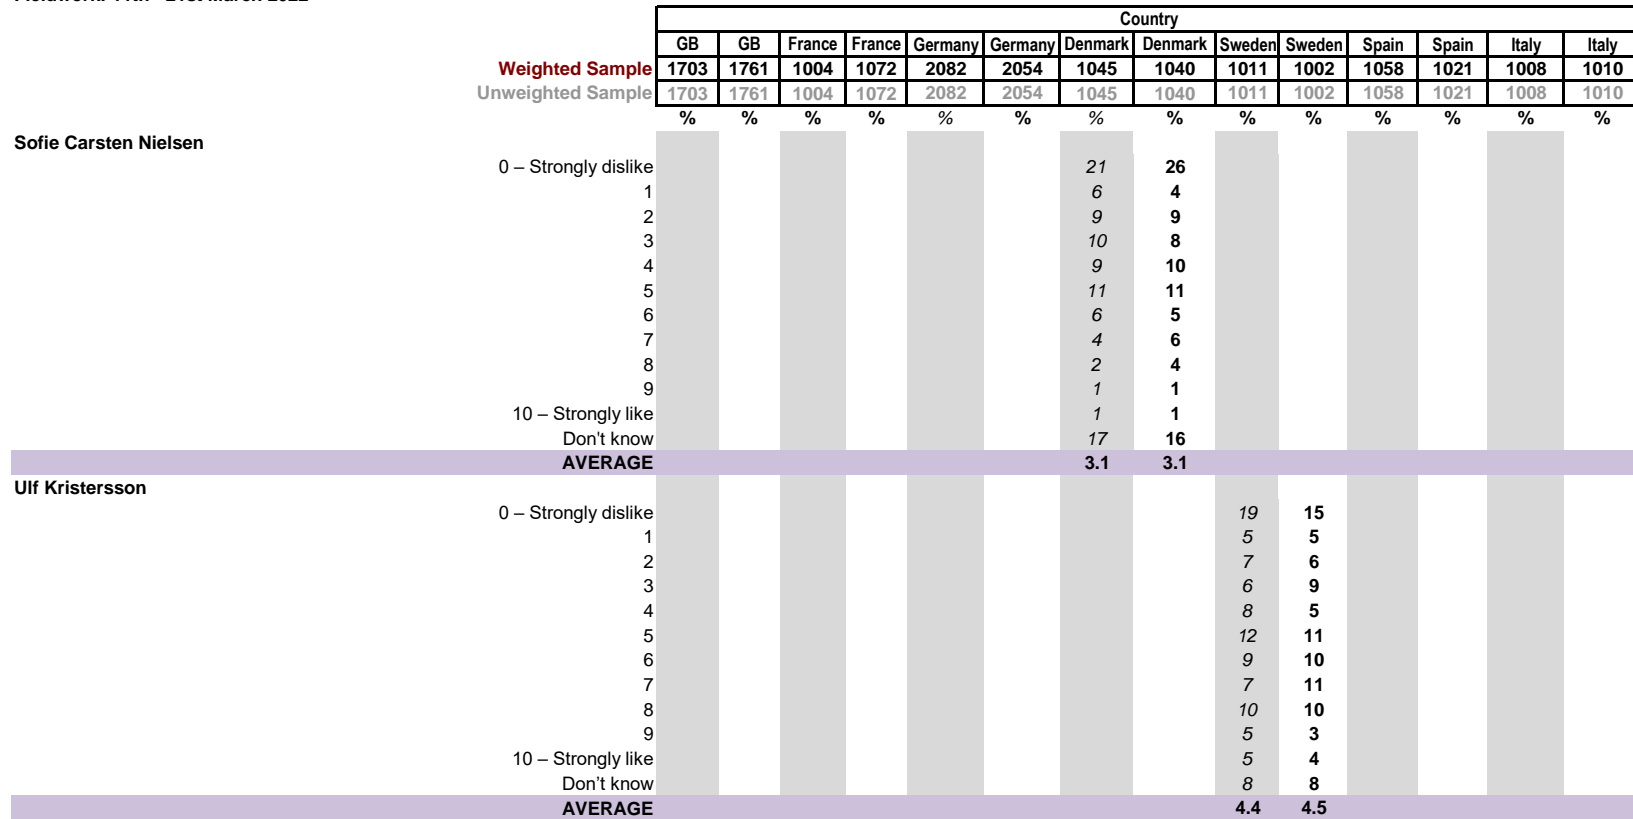 Country
GB GB France France Germany Germany Denmark Denmark Sweden Sweden Spain Spain Italy Italy
Weighted Sample 1703 1761 1004 1072 2082 2054 1045 1040 1011 1002 1058 1021 1008 1010
Unweighted Sample 1703 1761 1004 1072 2082 2054 1045 1040 1011 1002 1058 1021 1008 1010
% % % % % % % % % % % % % %
Sofie Carsten Nielsen
0 – Strongly dislike 21 26
1 6 4
2 9 9
3 10 8
4 9 10
5 11 11
6 6 5
7 4 6
8 2 4
9 1 1
10 – Strongly like 1 1
Don't know 17 16
AVERAGE 3.1 3.1
Ulf Kristersson
0 – Strongly dislike 19 15
1 5 5
2 7 6
3 6 9
4 8 5
5 12 11
6 9 10
7 7 11
8 10 10
9 5 3
10 – Strongly like 5 4
Don’t know 8 8
AVERAGE 4.4 4.5